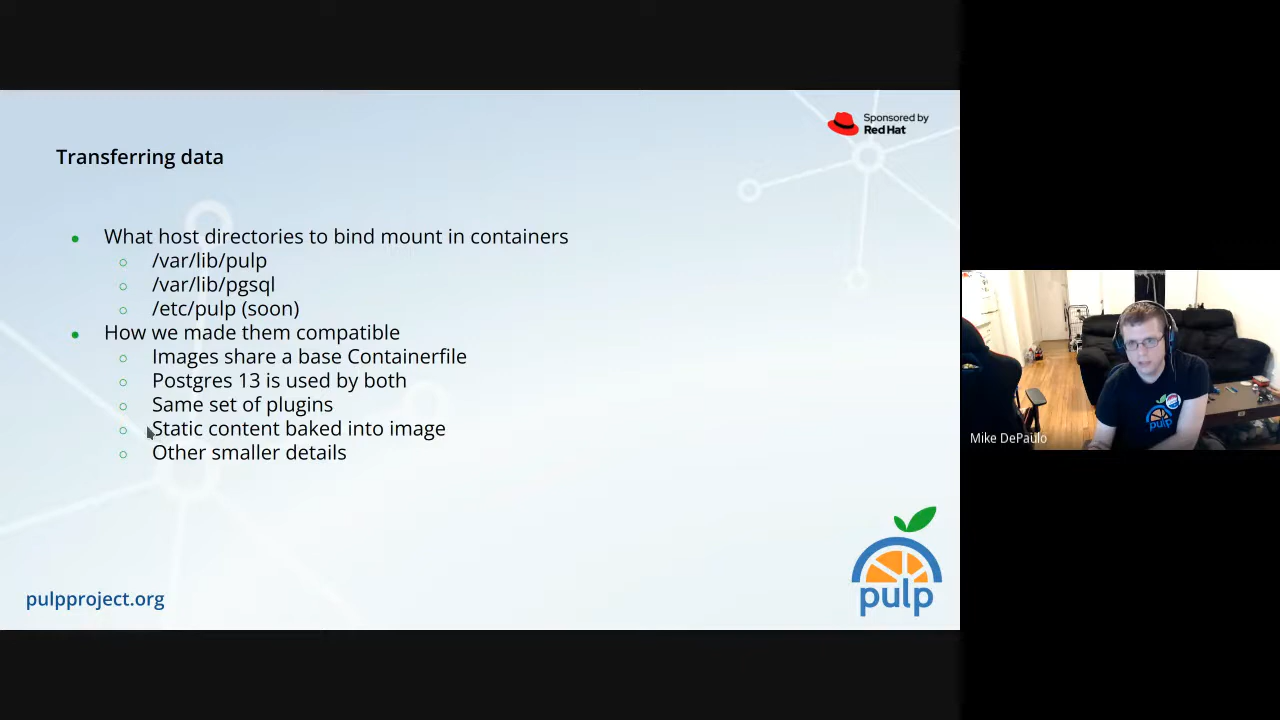 Sponsored by
Red Hat
Transferring data
What host directories to bind mount in containers
/var/lib/pulp
/var/lib/pgsql
/etc/pulp (soon)
How we made them compatible
Images share a base Containerfile
Postgres 13 is used by both
Same set of plugins
Static content baked into image
Other smaller details
pulpproject.org
pulp
Mike DePaulo
pulp